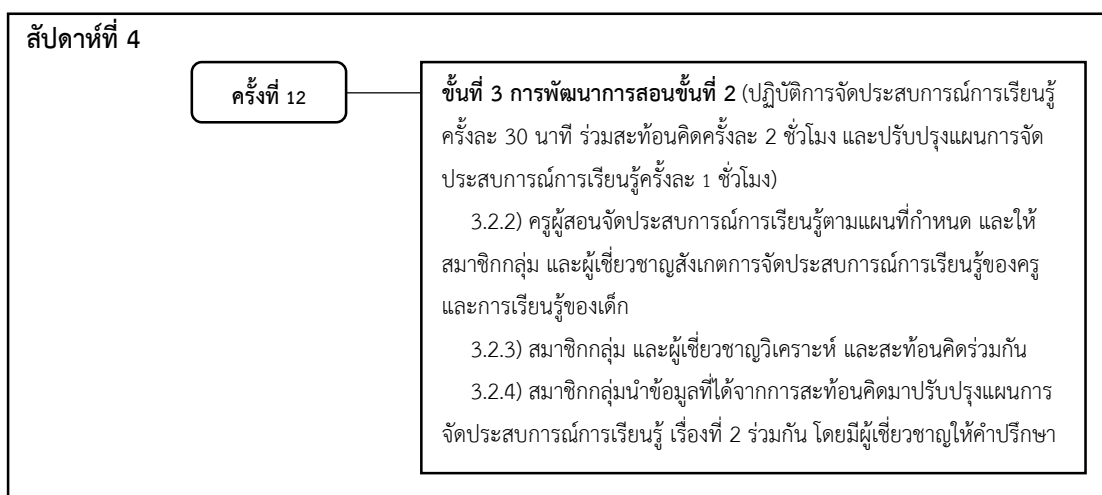 สัปดาห์ที่ 4
ครั้งที่ 12
ขั้นที่ 3 การพัฒนาการสอนขั้นที่ 2 (ปฏิบัติการจัดประสบการณ์การเรียนรู้
ครั้งละ 30 นาที ร่วมสะท้อนคิดครั้งละ 2 ชั่วโมง และปรับปรุงแผนการจัด
ประสบการณ์การเรียนรู้ครั้งละ 1 ชั่วโมง)
3.2.2) ครูผู้สอนจัดประสบการณ์การเรียนรู้ตามแผนที่กำหนด และให้
สมาชิกกลุ่ม และผู้เชี่ยวชาญสังเกตการจัดประสบการณ์การเรียนรู้ของครู
และการเรียนรู้ของเด็ก
3.2.3) สมาชิกกลุ่ม และผู้เชี่ยวชาญวิเคราะห์ และสะท้อนคิดร่วมกัน
3.2.4) สมาชิกกลุ่มนำข้อมูลที่ได้จากการสะท้อนคิดมาปรับปรุงแผนการ
จัดประสบการณ์การเรียนรู้ เรื่องที่ 2 ร่วมกัน โดยมีผู้เชี่ยวชาญให้คำปรึกษา